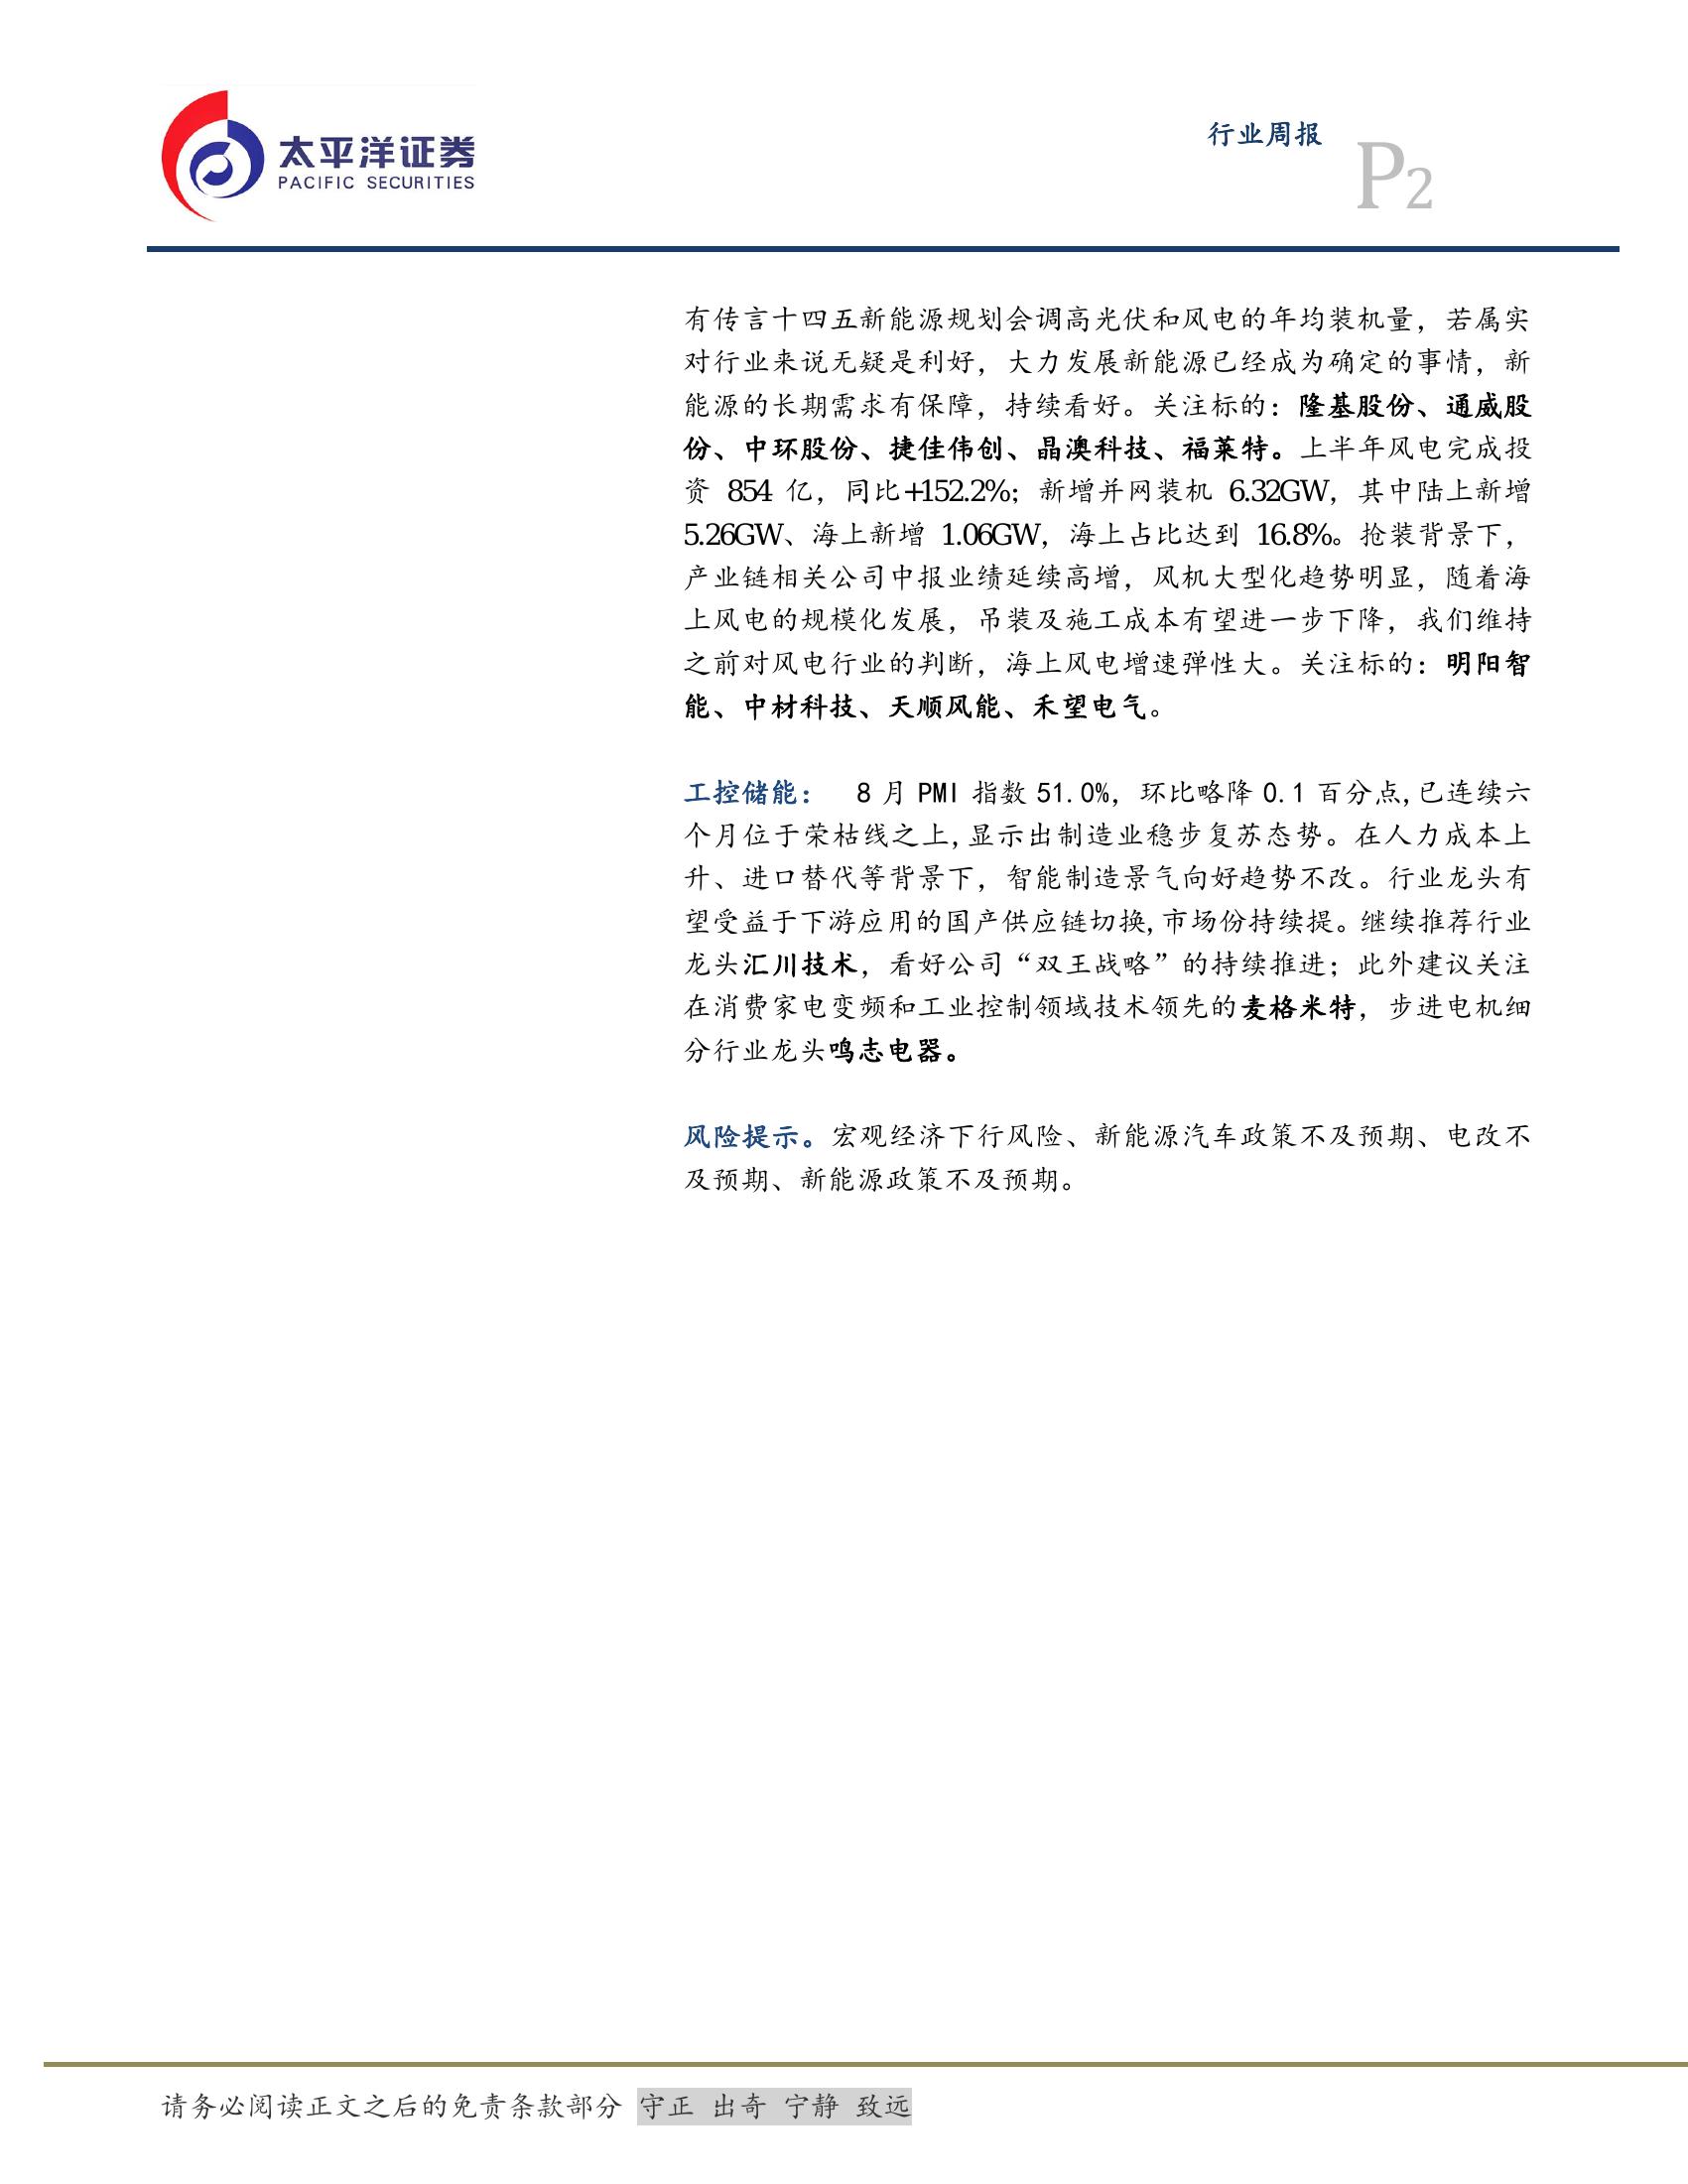 太平洋证券
PACIFIC SECURITIES
行业周报
P2
有传言十四五新能源规划会调高光伏和风电的年均装机量，若属实
对行业来说无疑是利好，大力发展新能源已经成为确定的事情，新
能源的长期需求有保障，持续看好。关注标的：隆基股份、通威股
份、中环股份、捷佳伟创、晶澳科技、福莱特。上半年风电完成投
资 854 亿，同比+152.2%；新增并网装机 6.32GW，其中陆上新增
5.26GW、海上新增 1.06GW，海上占比达到 16.8%。抢装背景下，
产业链相关公司中报业绩延续高增，风机大型化趋势明显，随着海
上风电的规模化发展，吊装及施工成本有望进一步下降，我们维持
之前对风电行业的判断，海上风电增速弹性大。关注标的：明阳智
能、中材科技、天顺风能、禾望电气。
工控储能： 8 月 PMI 指数 51.0%，环比略降 0.1 百分点,已连续六
个月位于荣枯线之上,显示出制造业稳步复苏态势。在人力成本上
升、进口替代等背景下，智能制造景气向好趋势不改。行业龙头有
望受益于下游应用的国产供应链切换,市场份持续提。继续推荐行业
龙头汇川技术，看好公司“双王战略”的持续推进；此外建议关注
在消费家电变频和工业控制领域技术领先的麦格米特，步进电机细
分行业龙头鸣志电器。
风险提示。宏观经济下行风险、新能源汽车政策不及预期、电改不
及预期、新能源政策不及预期。
请务必阅读正文之后的免责条款部分 守正 出奇 宁静 致远